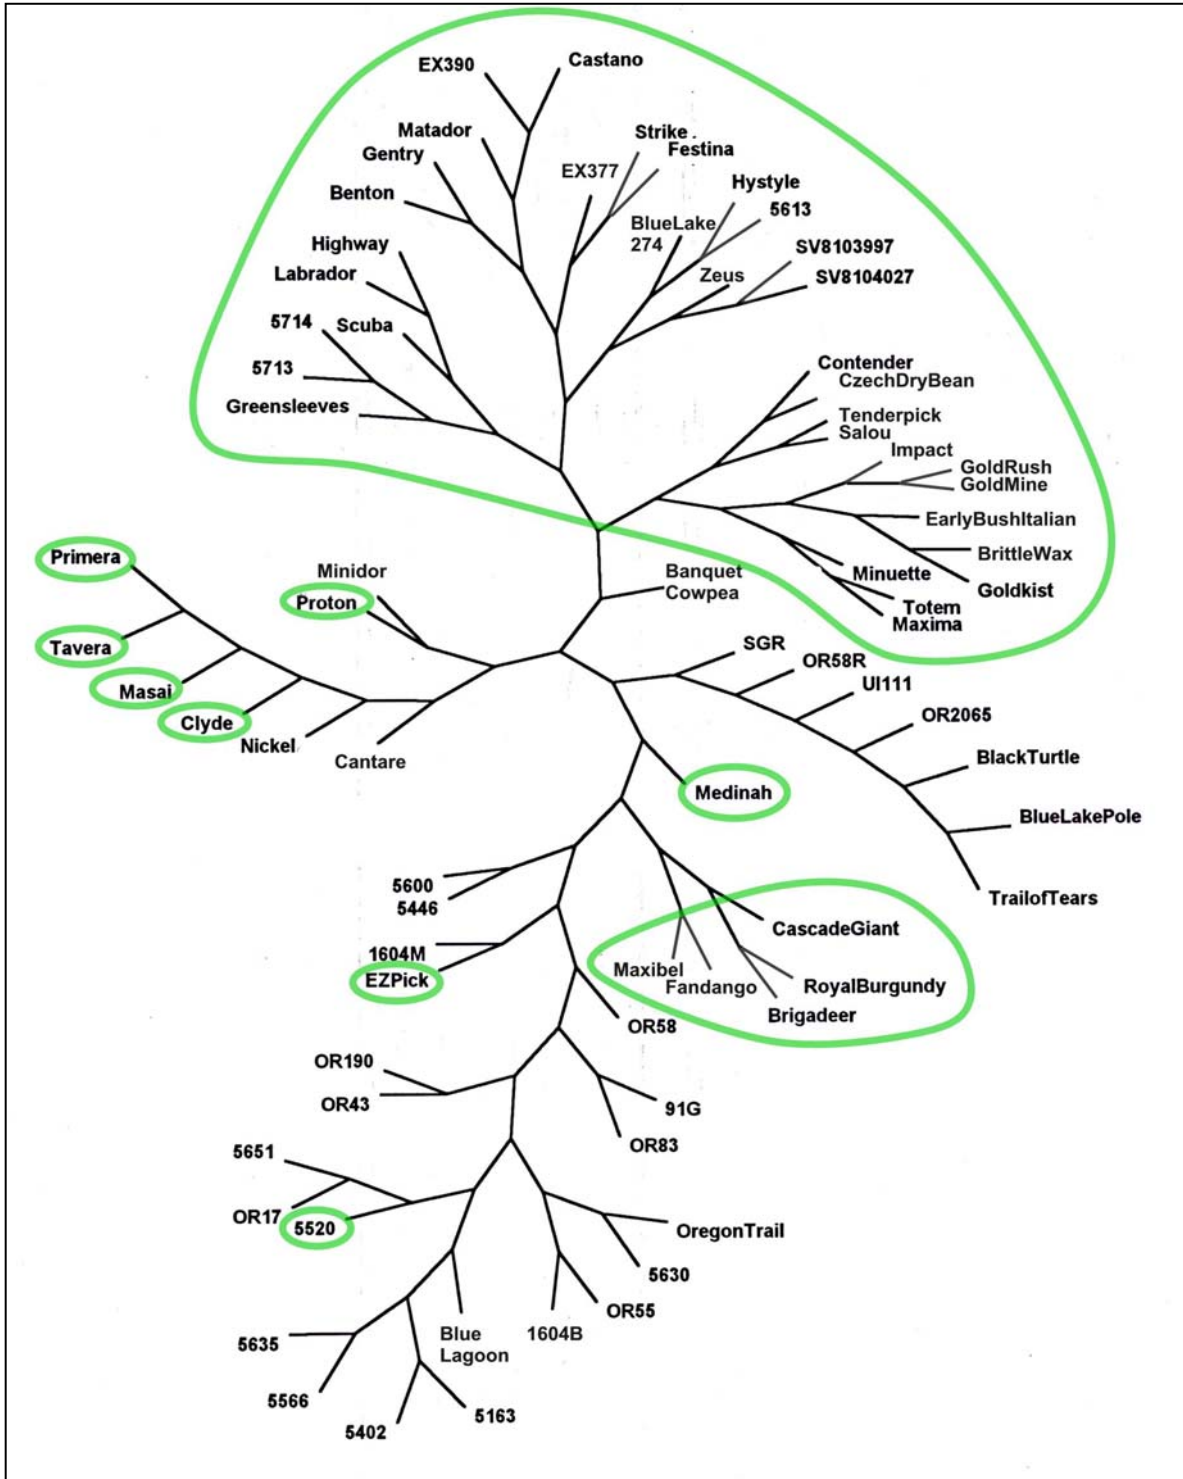 EX390
Castano
Matador
Strike
Gentry
Festina
EX377
Benton
Hystyle
5613
BlueLake
274
Highway
SV8103997
Labrador
Zeus
SV8104027
5714
Scuba
5713
Contender
CzechDryBean
Greensleeves
Tenderpick
Salou
Impact
GoldRush
GoldMine
EarlyBushItalian
BrittleWax
Primera
Minidor
Banquet
Cowpea
Minuette
Goldkist
Proton
Totem
Maxima
Tavera
SGR
OR58R
Masai
UI111
Clyde
OR2065
Nickel
Cantare
BlackTurtle
Medinah
BlueLakePole
5600
5446
TrailofTears
CascadeGiant
1604M
EZPick
Maxibel
Fandango
RoyalBurgundy
Brigadeer
OR58
OR190
OR43
91G
OR83
5651
OR17
5520
OregonTrail
5630
OR55
Blue
Lagoon
1604B
5635
5566
5163
5402